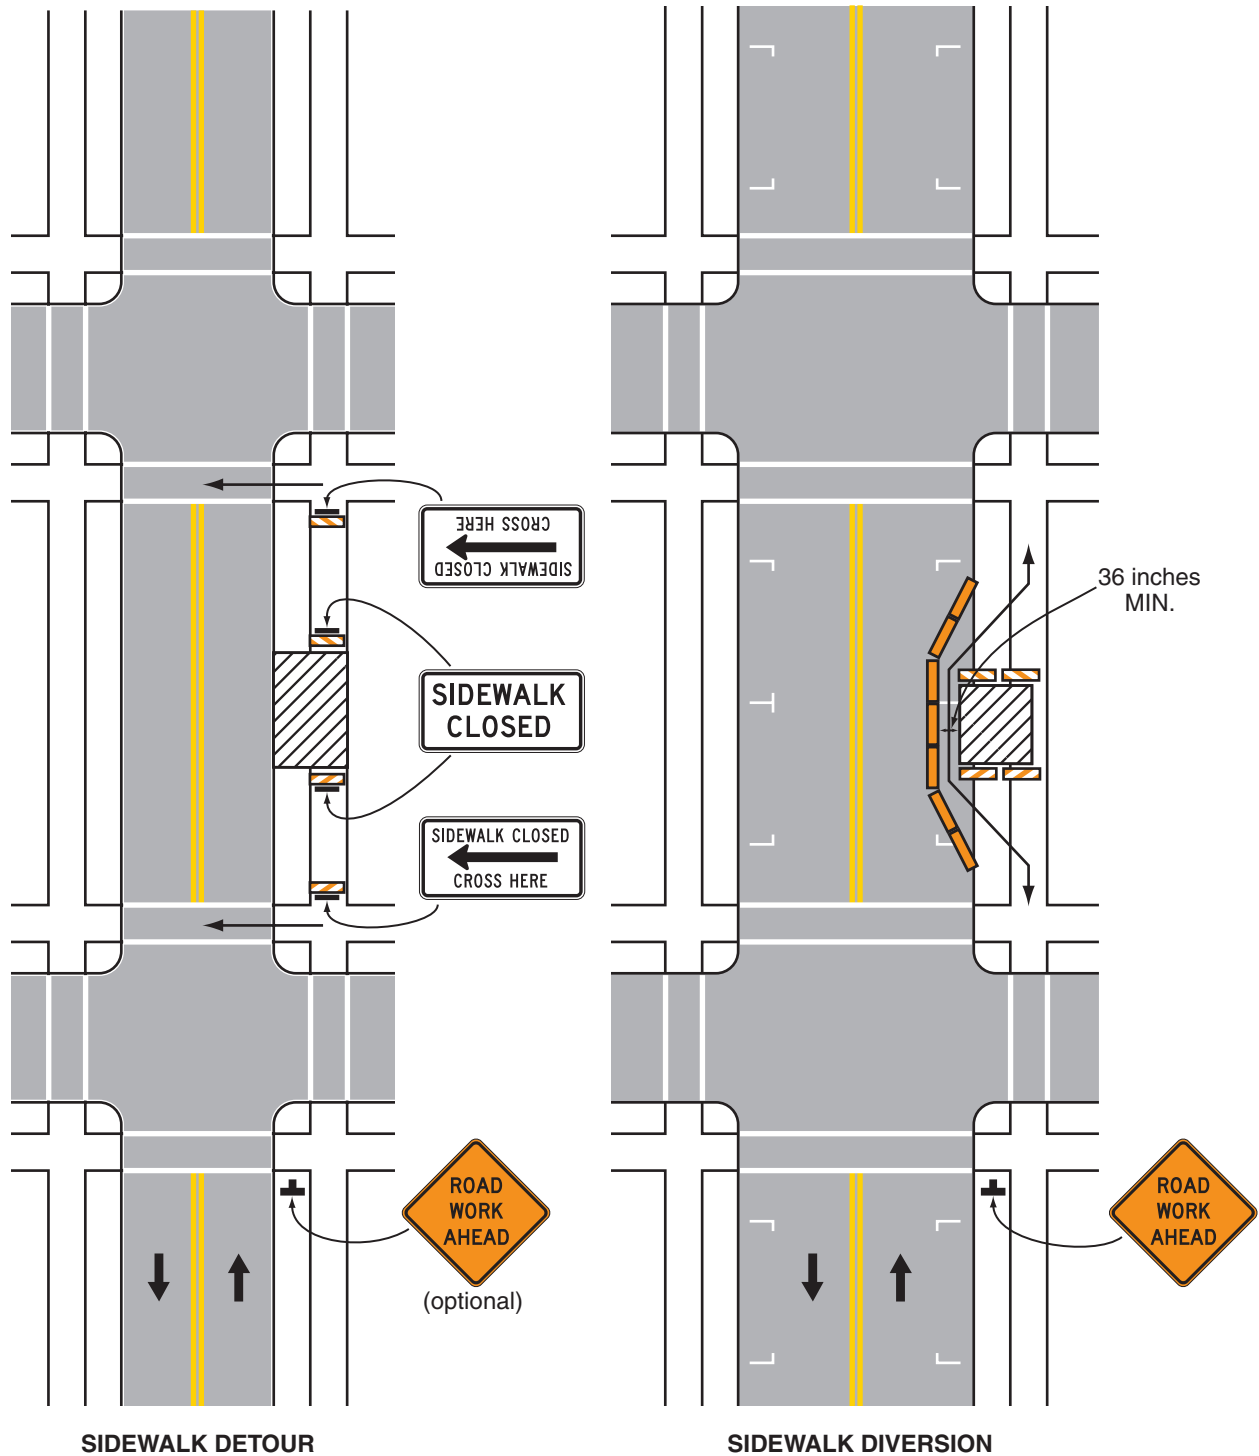 CROSS HERE
SIDEWALK CLOSED
36 inches
MIN.
SIDEWALK
CLOSED
SIDEWALK CLOSED
CROSS HERE
ROAD
WORK
AHEAD
(optional)
ROAD
WORK
AHEAD
SIDEWALK DETOUR
SIDEWALK DIVERSION